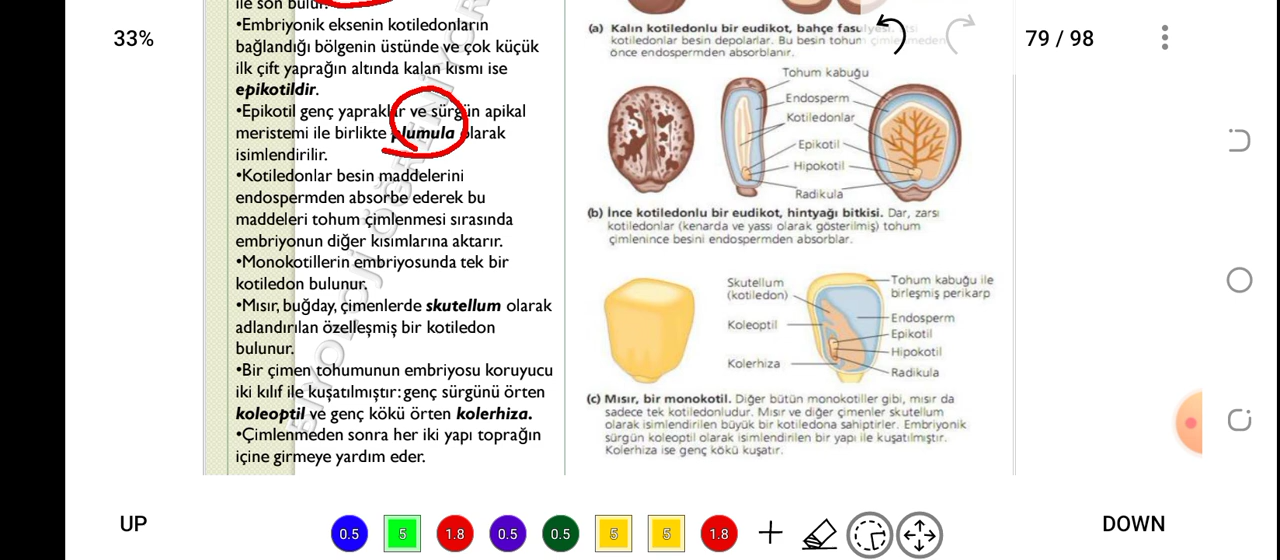 33%
79 / 98
ile son bulur.
•Embriyonik eksenin kotiledonların
bağlandığı bölgenin üstünde ve çok küçük
ilk çift yaprağın altında kalan kısmı ise
epikotildir.
•Epikotil genç yapraklar ve sürgün apikal
meristemi ile birlikte plumula olarak
isimlendirilir.
•Kotiledonlar besin maddelerini
endospermden absorbe ederek bu
maddeleri tohum çimlenmesi sırasında
embriyonun diğer kısımlarına aktarır.
•Monokotillerin embriyosunda tek bir
kotiledon bulunur.
•Mısır, buğday, çimenlerde skutellum olarak
adlandırılan özelleşmiş bir kotiledon
bulunur.
•Bir çimen tohumunun embriyosu koruyucu
iki kılıf ile kuşatılmıştır: genç sürgünü örten
koleoptil ve genç kökü örten kolerhiza.
•Çimlenmeden sonra her iki yapı toprağın
içine girmeye yardım eder.
(a) Kalın kotiledonlu bir eudikot, bahçe
kotiledonlar besin depolarlar. Bu besin tohum
önce endospermden absorblanır.
Tohum kabuğu
Endosperm
Kotiledonlar
Epikotil
Hipokotil
Radikula
(b) İnce kotiledonlu bir eudikot, hintyağı bitkisi. Dar, zarsı
kotiledonlar (kenarda ve yassı olarak gösterilmiş) tohum
çimlenince besini endospermden absorblar.
Skutellum
(kotiledon)
Koleoptil
Kolerhiza
Tohum kabuğu ile
birleşmiş perikarp
Endosperm
Epikotil
Hipokotil
Radikula
(c) Mısır, bir monokotil. Diğer bütün monokotiller gibi, mısır da
sadece tek kotiledonludur. Mısır ve diğer çimenler skutellum
olarak isimlendirilen büyük bir kotiledona sahiptirler. Embriyonik
sürgün koleoptil olarak isimlendirilen bir yapı ile kuşatılmıştır.
Kolerhiza ise genç kökü kuşatır.
UP
0.5
5
1.8
0.5
0.5
5
5
1.8
DOWN